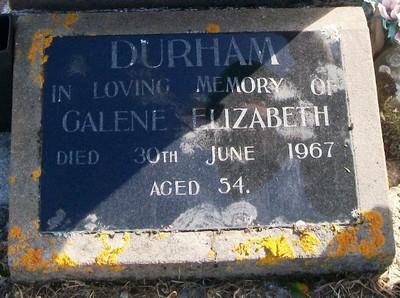 DURHAM
IN LOVING MEMORY OF
GALENE ELIZABETH
DIED 30TH JUNE 1967
AGED 54.